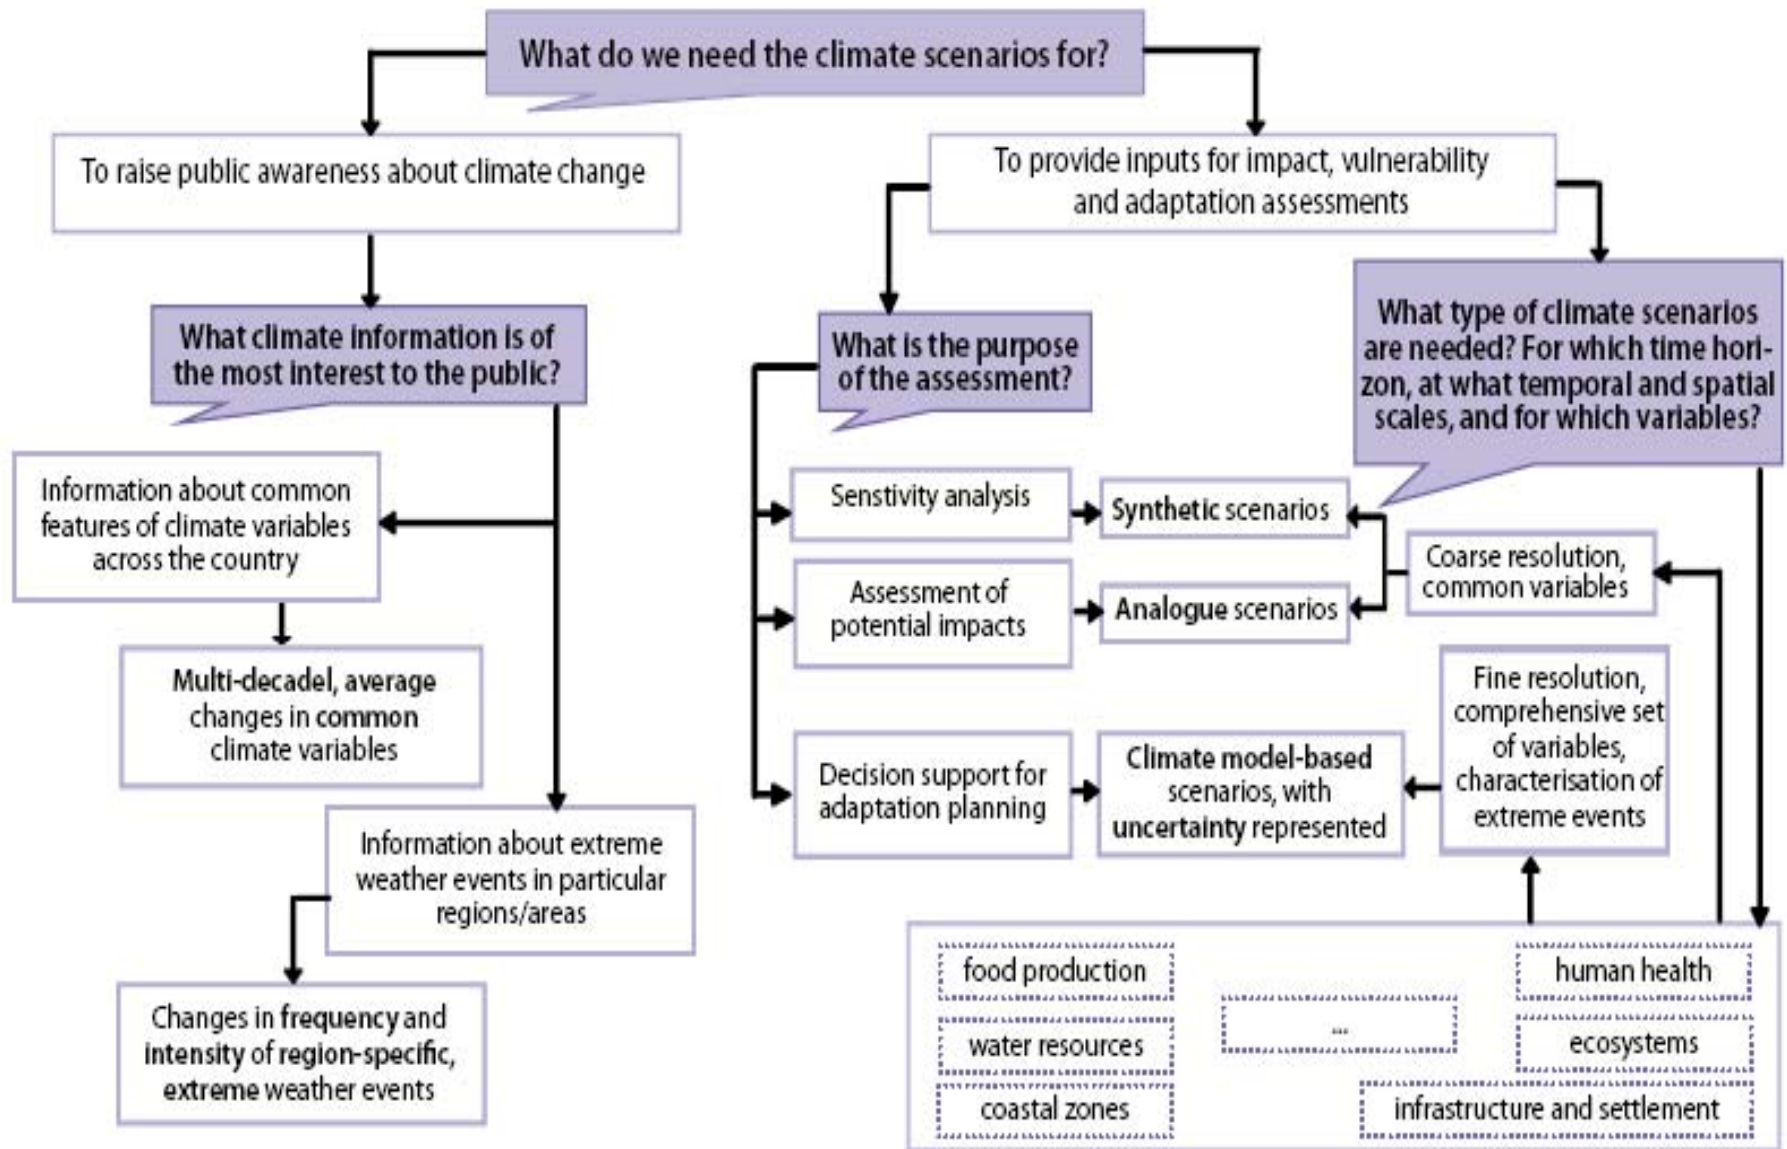 What do we need the climate scenarios for?
To raise public awareness about climate change
To provide inputs for impact, vulnerability
and adaptation assessments
What climate information is of
the most interest to the public?
What is the purpose
of the assessment?
What type of climate scenarios
are needed? For which time hori-
zon, at what temporal and spatial
scales, and for which variables?
Information about common
features of climate variables
across the country
Multi-decadel, average
changes in common
climate variables
Information about extreme
weather events in particular
regions/areas
Changes in frequency and
intensity of region-specific,
extreme weather events
Senstivity analysis
Synthetic scenarios
Assessment of
potential impacts
Analogue scenarios
Coarse resolution,
common variables
Decision support for
adaptation planning
Climate model-based
scenarios, with
uncertainty represented
Fine resolution,
comprehensive set
of variables,
characterisation of
extreme events
food production
water resources
coastal zones
...
human health
ecosystems
infrastructure and settlement